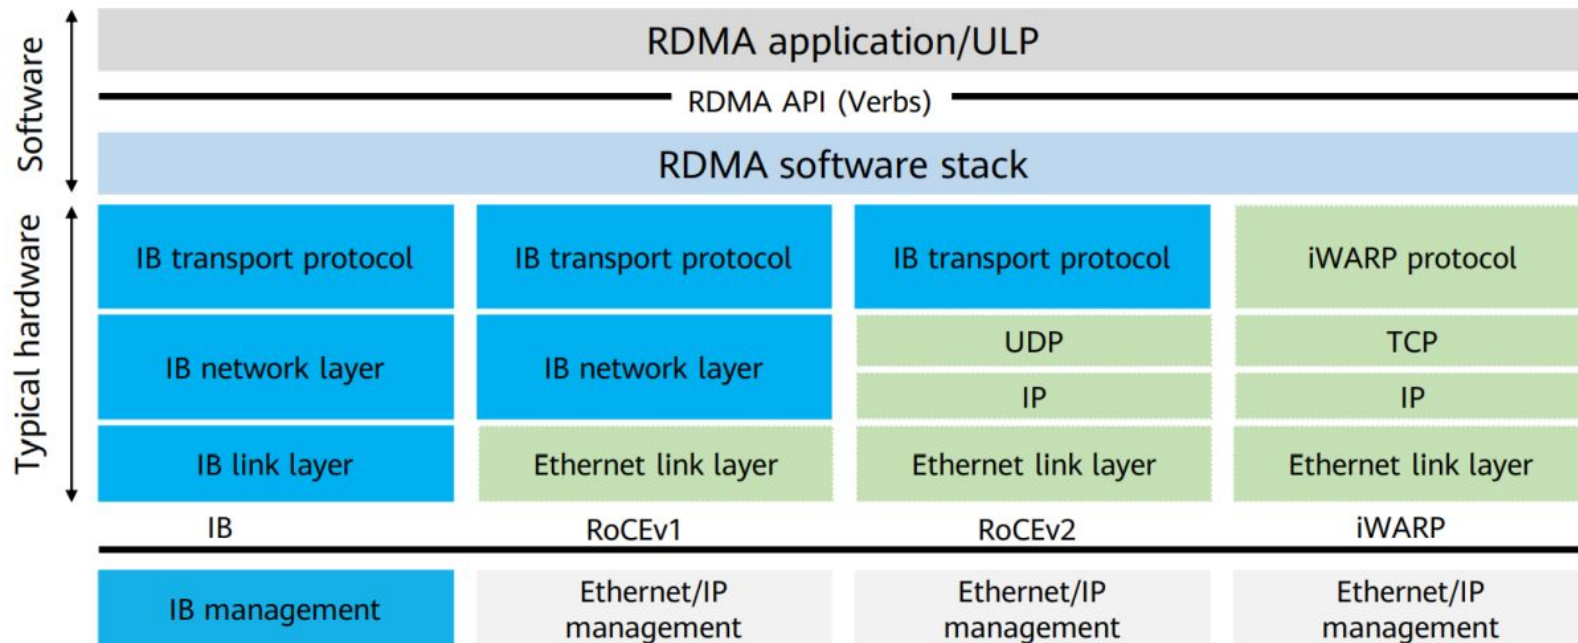 Software
RDMA application/ULP
RDMA API (Verbs)
RDMA software stack
Typical hardware
IB transport protocol
IB transport protocol
IB transport protocol
iWARP protocol
IB network layer
IB network layer
UDP
TCP
IP
IP
IB link layer
Ethernet link layer
Ethernet link layer
Ethernet link layer
IB
RoCEv1
RoCEv2
iWARP
IB management
Ethernet/IP
management
Ethernet/IP
management
Ethernet/IP
management